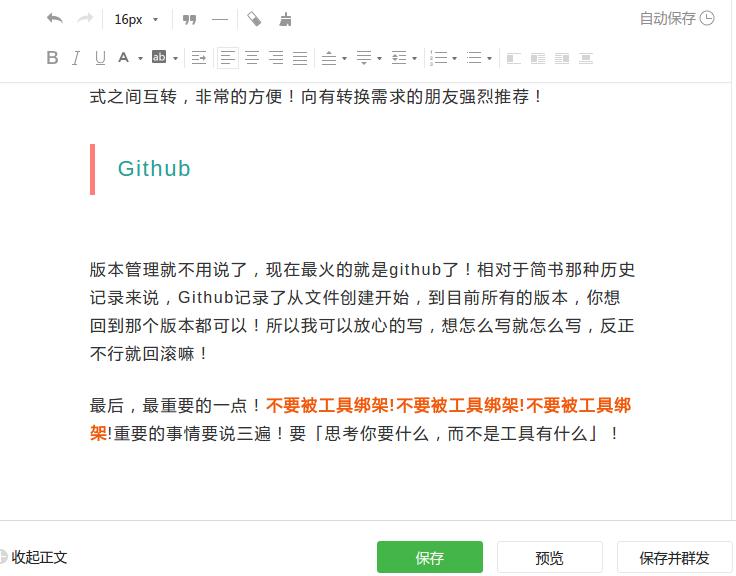 16px
自动保存
B I U A ab
式之间互转，非常的方便！向有转换需求的朋友强烈推荐！
Github
版本管理就不用说了，现在最火的就是github了！相对于简书那种历史
记录来说，Github记录了从文件创建开始，到目前所有的版本，你想
回到那个版本都可以！所以我可以放心的写，想怎么写就怎么写，反正
不行就回滚嘛！
最后，最重要的一点！不要被工具绑架!不要被工具绑架!不要被工具绑
架!重要的事情要说三遍！要「思考你要什么，而不是工具有什么」！
收起正文
保存
预览
保存并群发